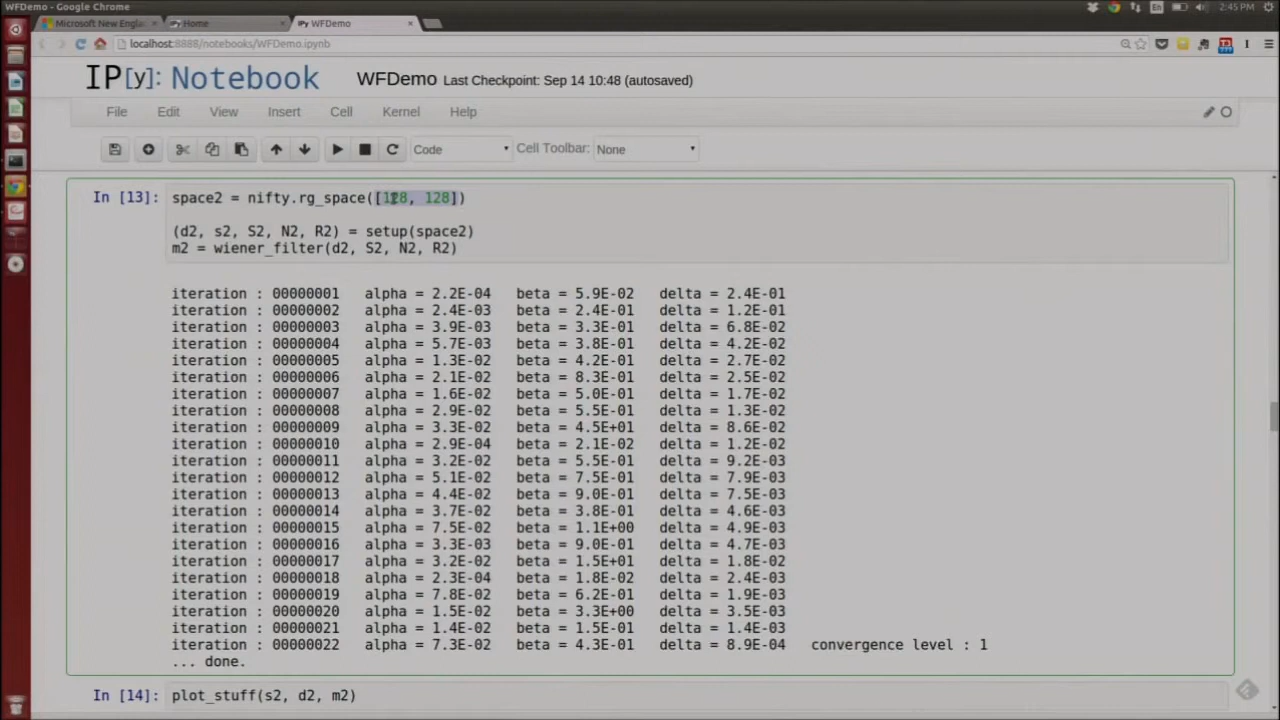 WFDemo - Google Chrome
En
2:45 PM
Microsoft New Engla
Home
WFDemo
localhost:8888/notebooks/WFDemo.ipynb
IP[y]: Notebook
WFDemo Last Checkpoint: Sep 14 10:48 (autosaved)
File Edit View Insert Cell Kernel Help
Code
Cell Toolbar: None
In [13]: space2 = nifty.rg_space([128, 128])
(d2, s2, S2, N2, R2) = setup(space2)
m2 = wiener_filter(d2, S2, N2, R2)
iteration : 00000001 alpha = 2.2E-04 beta = 5.9E-02 delta = 2.4E-01
iteration : 00000002 alpha = 2.4E-03 beta = 2.4E-01 delta = 1.2E-01
iteration : 00000003 alpha = 3.9E-03 beta = 3.3E-01 delta = 6.8E-02
iteration : 00000004 alpha = 5.7E-03 beta = 3.8E-01 delta = 4.2E-02
iteration : 00000005 alpha = 1.3E-02 beta = 4.2E-01 delta = 2.7E-02
iteration : 00000006 alpha = 2.1E-02 beta = 8.3E-01 delta = 2.5E-02
iteration : 00000007 alpha = 1.6E-02 beta = 5.0E-01 delta = 1.7E-02
iteration : 00000008 alpha = 2.9E-02 beta = 5.5E-01 delta = 1.3E-02
iteration : 00000009 alpha = 3.3E-02 beta = 4.5E+01 delta = 8.6E-02
iteration : 00000010 alpha = 2.9E-04 beta = 2.1E-02 delta = 1.2E-02
iteration : 00000011 alpha = 3.2E-02 beta = 5.5E-01 delta = 9.2E-03
iteration : 00000012 alpha = 5.1E-02 beta = 7.5E-01 delta = 7.9E-03
iteration : 00000013 alpha = 4.4E-02 beta = 9.0E-01 delta = 7.5E-03
iteration : 00000014 alpha = 3.7E-02 beta = 3.8E-01 delta = 4.6E-03
iteration : 00000015 alpha = 7.5E-02 beta = 1.1E+00 delta = 4.9E-03
iteration : 00000016 alpha = 3.3E-03 beta = 9.0E-01 delta = 4.7E-03
iteration : 00000017 alpha = 3.2E-02 beta = 1.5E+01 delta = 1.8E-02
iteration : 00000018 alpha = 2.3E-04 beta = 1.8E-02 delta = 2.4E-03
iteration : 00000019 alpha = 7.8E-02 beta = 6.2E-01 delta = 1.9E-03
iteration : 00000020 alpha = 1.5E-02 beta = 3.3E+00 delta = 3.5E-03
iteration : 00000021 alpha = 1.4E-02 beta = 1.5E-01 delta = 1.4E-03
iteration : 00000022 alpha = 7.3E-02 beta = 4.3E-01 delta = 8.9E-04 convergence level : 1
... done.
In [14]: plot_stuff(s2, d2, m2)